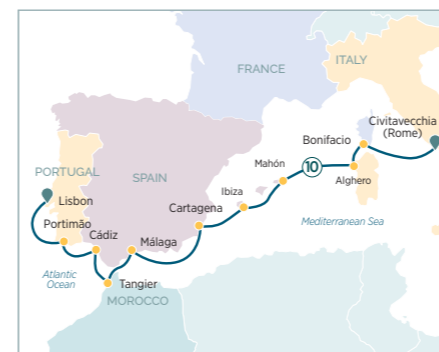 ITALY
FRANCE
Civitavecchia
(Rome)
Bonifacio
Mahón
10
Alghero
PORTUGAL
SPAIN
Ibiza
Lisbon
Cartagena
Portimão
Cádiz
Málaga
Mediterranean Sea
Atlantic
Ocean
Tangier
MOROCCO